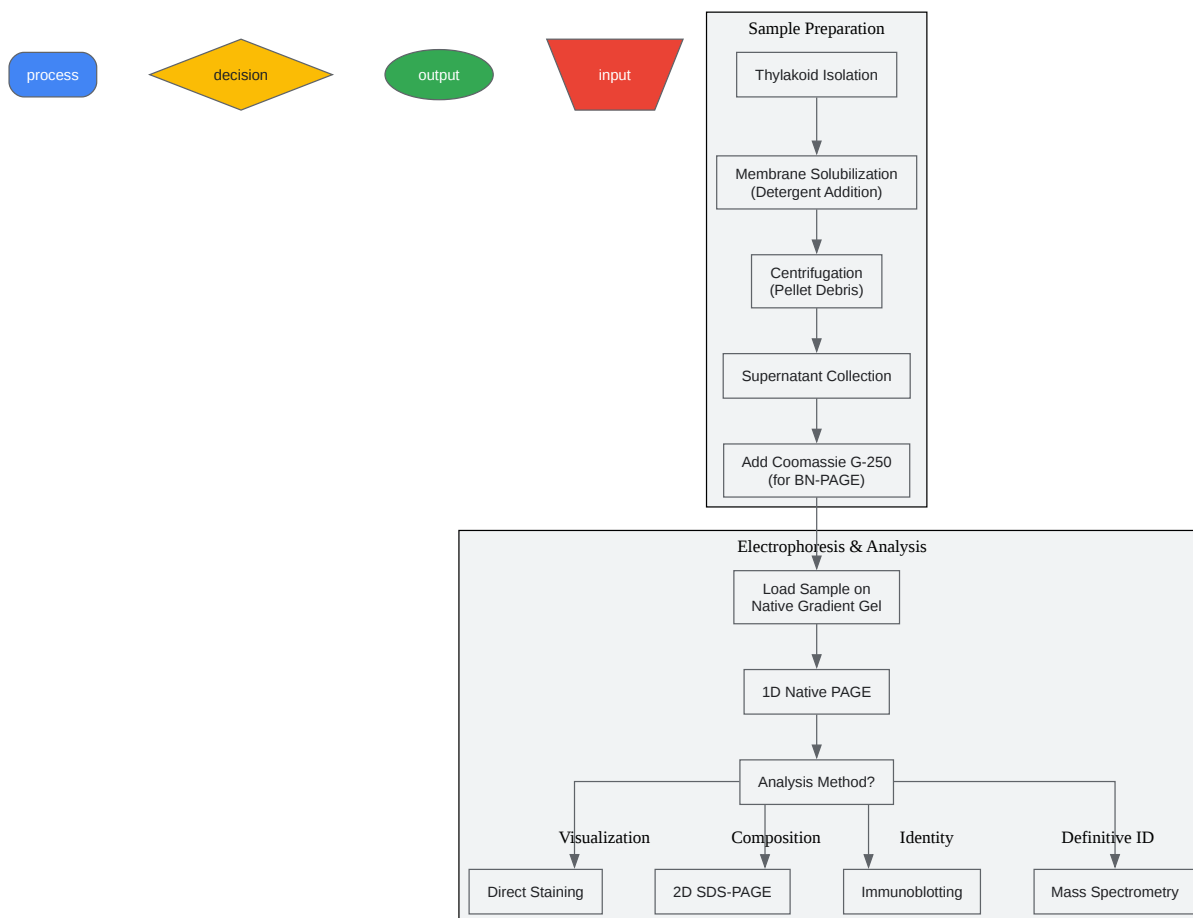 process
decision
output
input
Sample Preparation
Thylakoid Isolation
Membrane Solubilization
(Detergent Addition)
Centrifugation
(Pellet Debris)
Supernatant Collection
Add Coomassie G-250
(for BN-PAGE)
Electrophoresis & Analysis
Load Sample on
Native Gradient Gel
1D Native PAGE
Analysis Method?
Visualization
Composition
Identity
Definitive ID
Direct Staining
2D SDS-PAGE
Immunoblotting
Mass Spectrometry